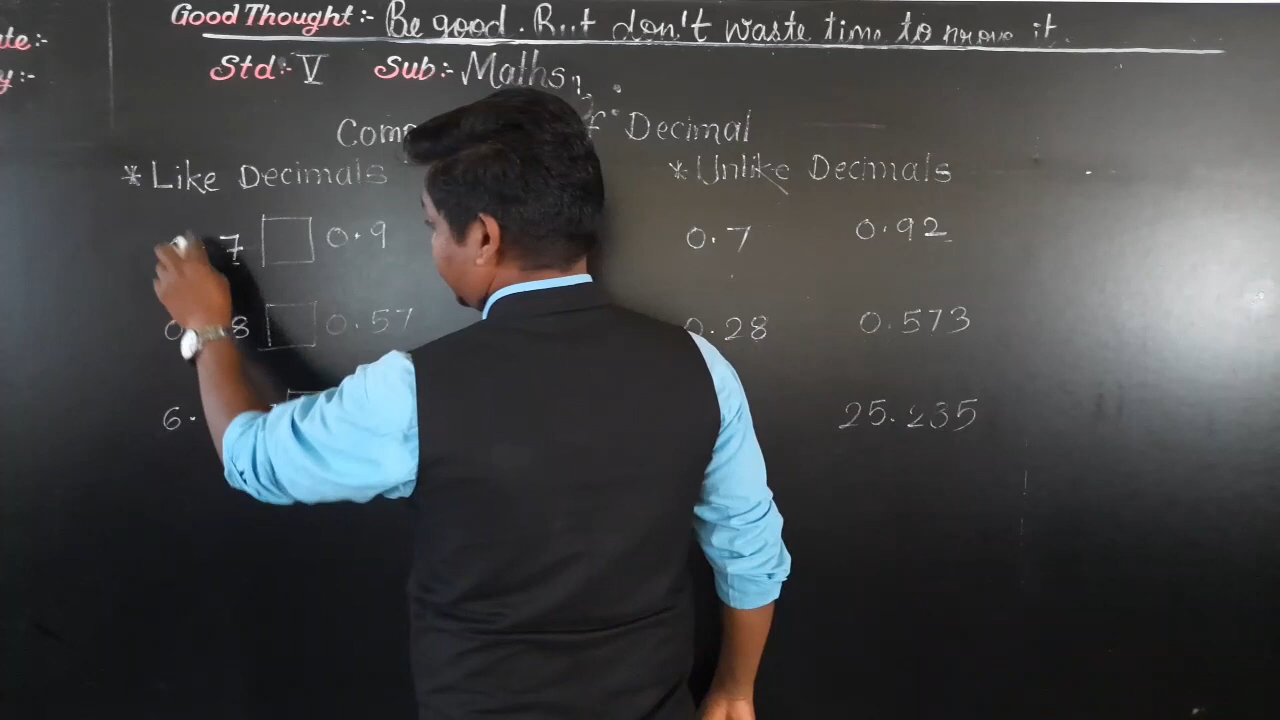 Good Thought :- Be good. But don't waste time to prove it.
Std :- V Sub :- Maths
Decimal
* Like Decimals
* Unlike Decimals
7 0.9
0.7 0.92
8 0.57
0.28 0.573
6.
25.235